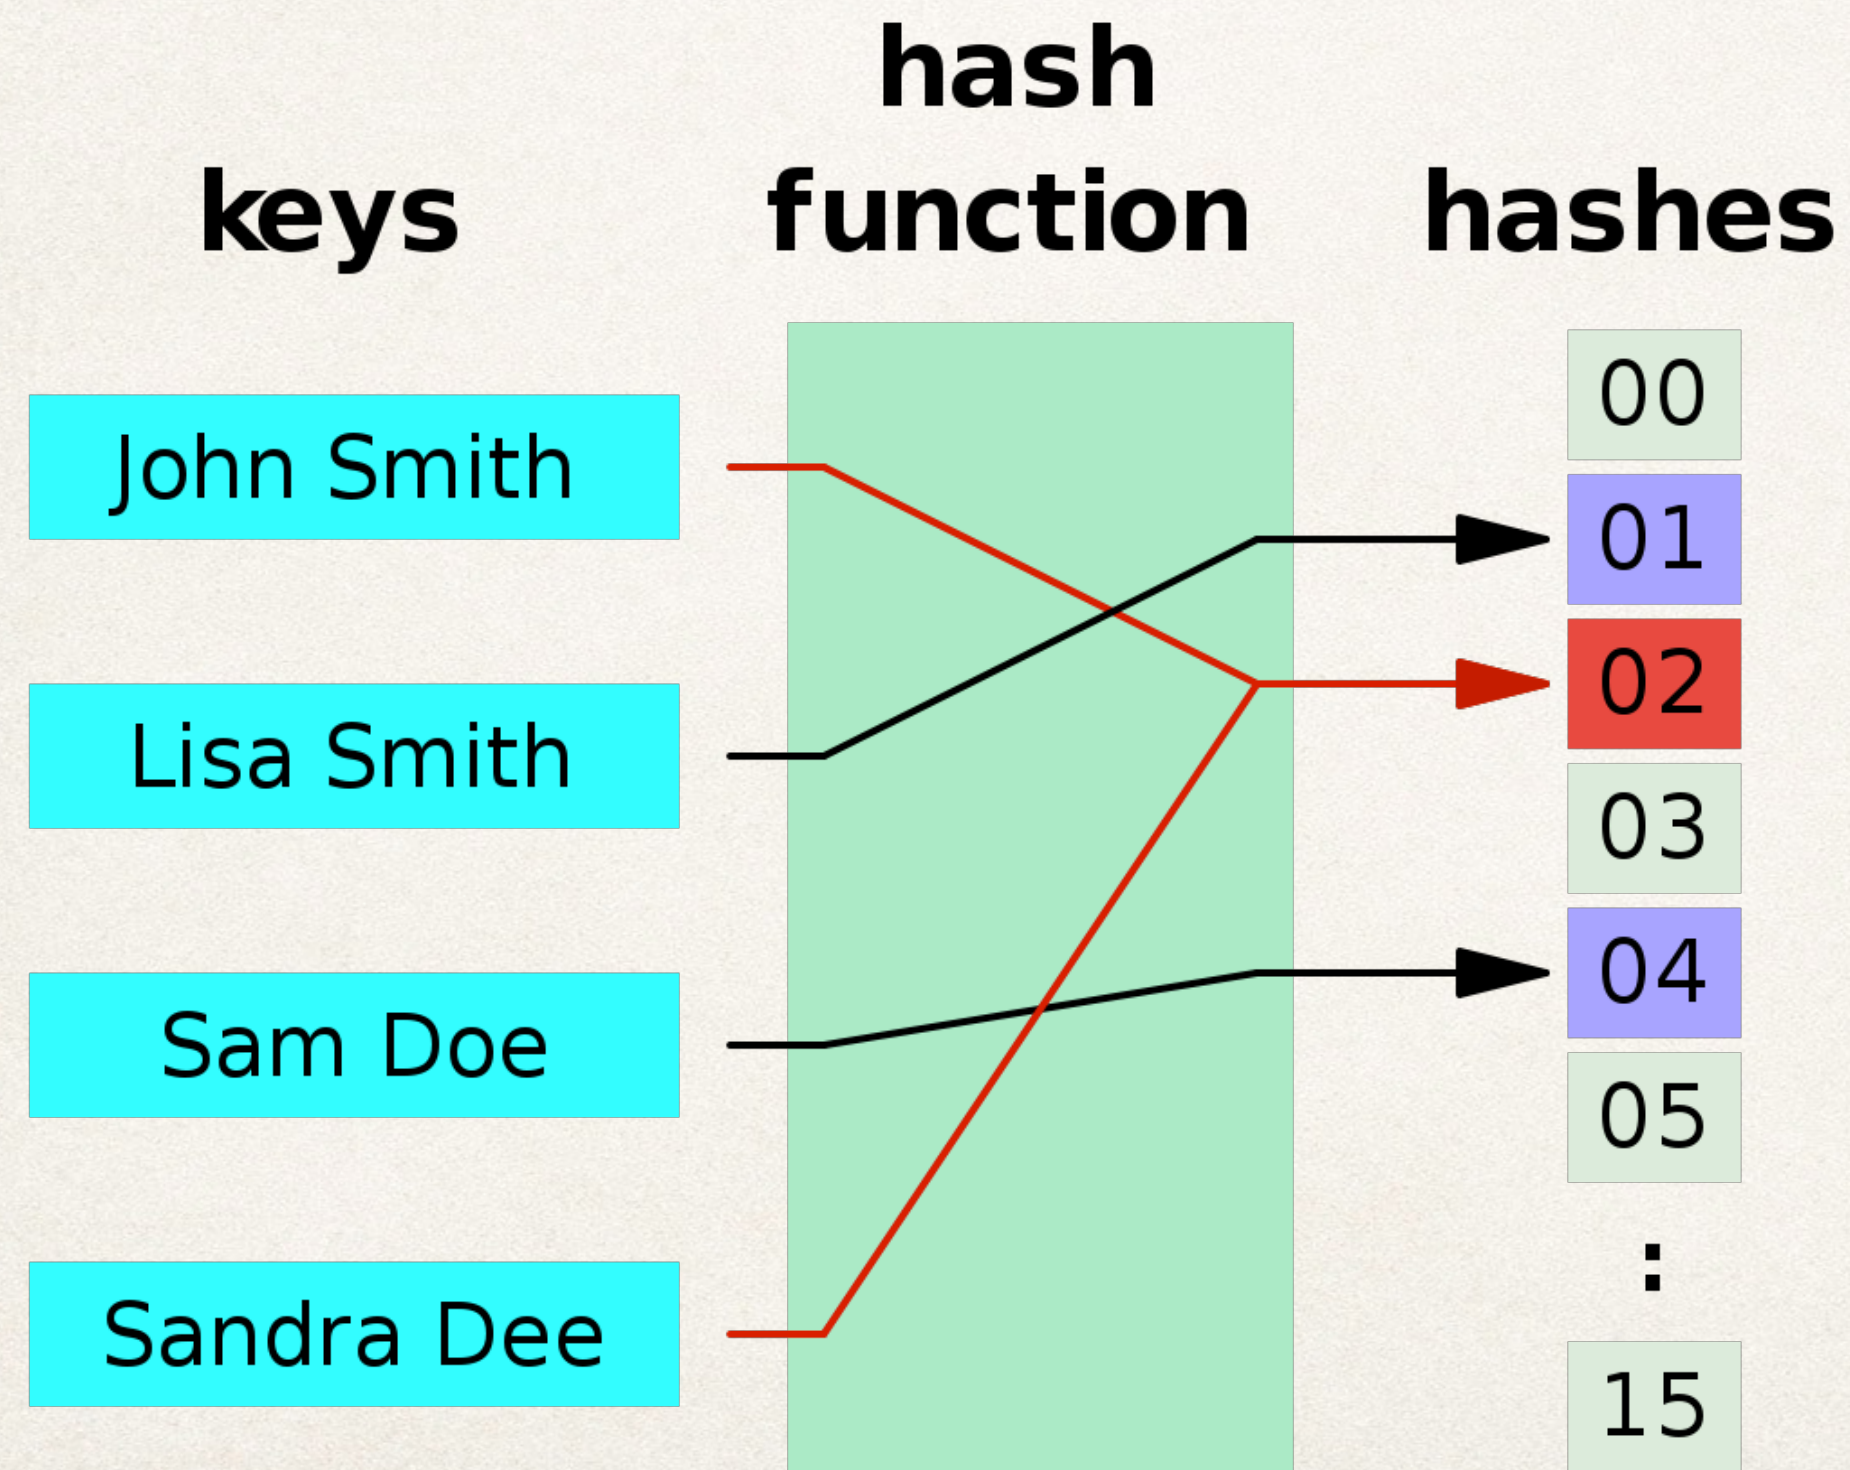 hash
keys function hashes
00
John Smith
01
02
Lisa Smith
03
04
Sam Doe
05
:
Sandra Dee
15